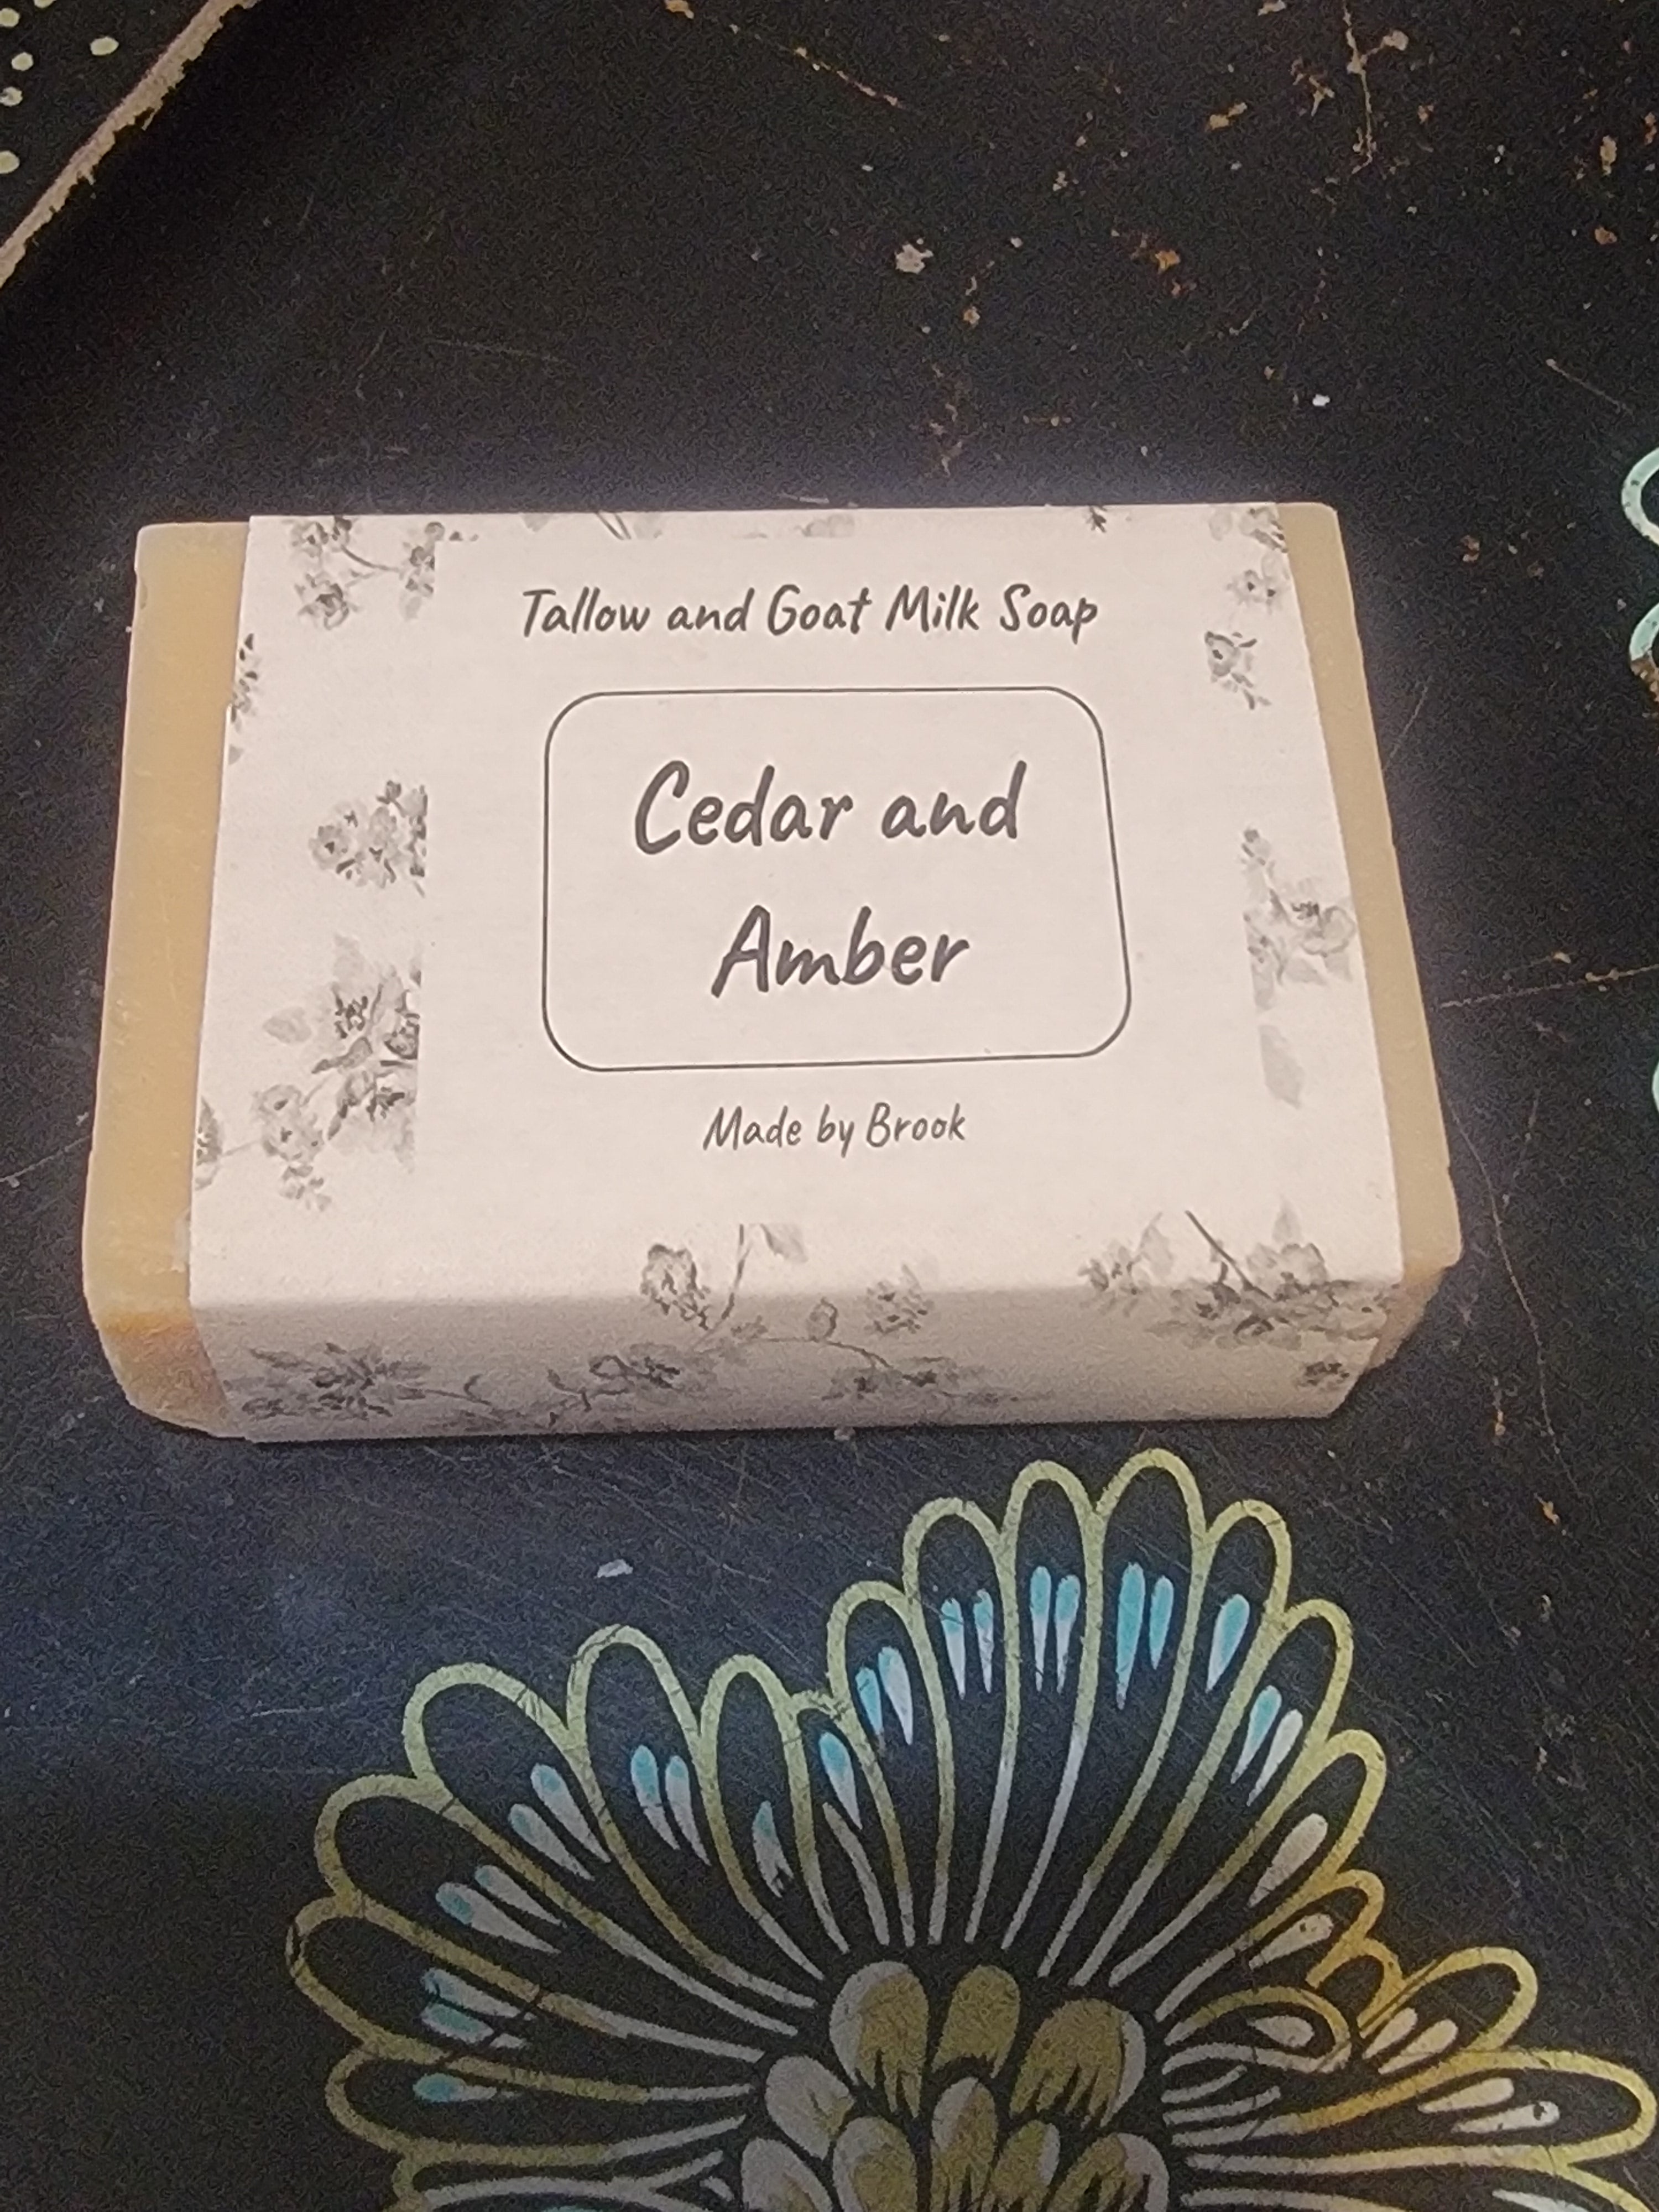 Tallow and Goat Milk Soap
Cedar and
Amber
Made by Brook